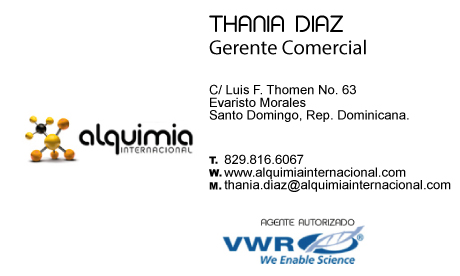 THANIA DIAZ
Gerente Comercial
C/ Luis F. Thomen No. 63
Evaristo Morales
Santo Domingo, Rep. Dominicana.
alquimia
INTERNACIONAL
T. 829.816.6067
W. www.alquimiainternacional.com
M. thania.diaz@alquimiainternacional.com
AGENTE AUTORIZADO
VWR
We Enable Science